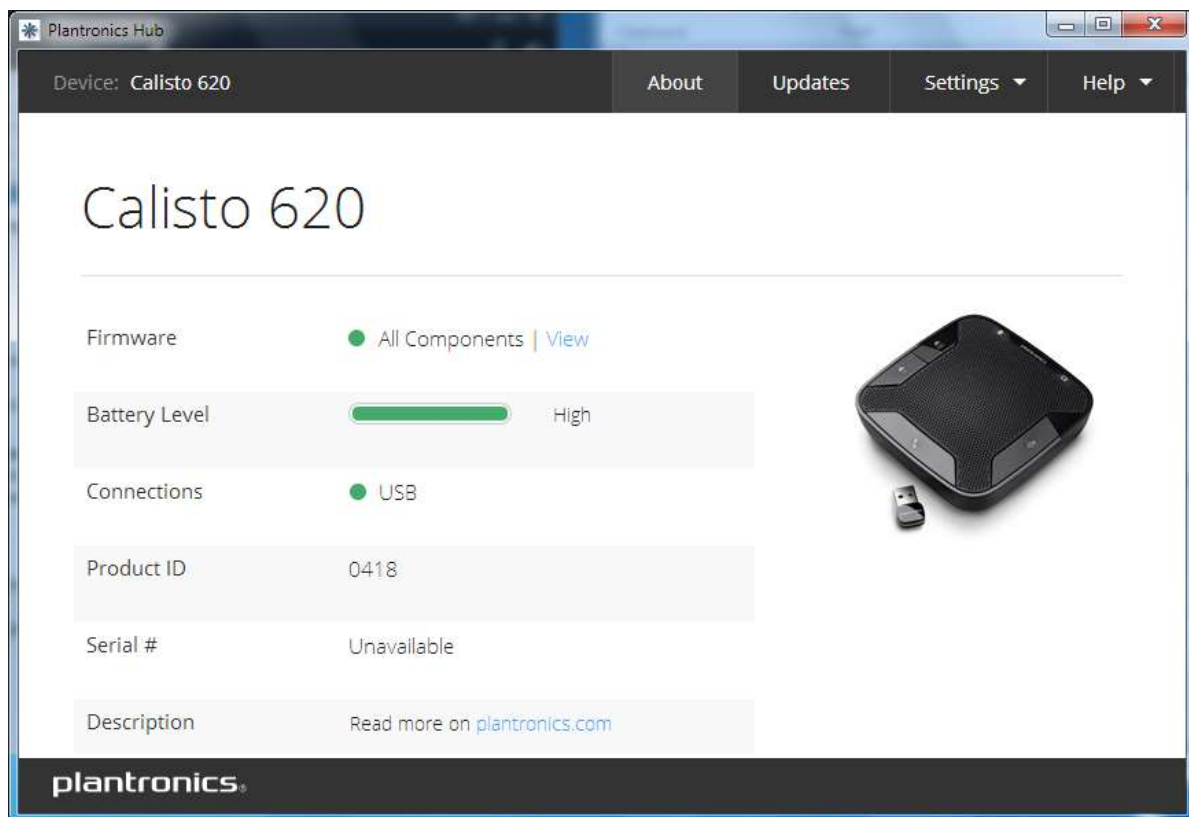 Plantronics Hub
Device: Calisto 620 About Updates Settings Help
Calisto 620
Firmware All Components | View
Battery Level High
Connections USB
Product ID 0418
Serial # Unavailable
Description Read more on plantronics.com
plantronics®